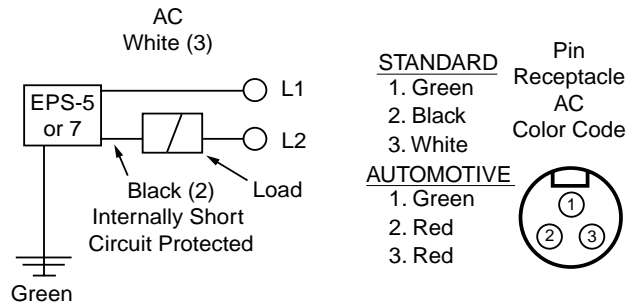 AC
White (3)
L1
EPS-5
or 7
L2
Black (2)
Load
Internally Short
Circuit Protected
Green
STANDARD
1. Green
2. Black
3. White
AUTOMOTIVE
1. Green
2. Red
3. Red
Pin
Receptacle
AC
Color Code
1
2
3